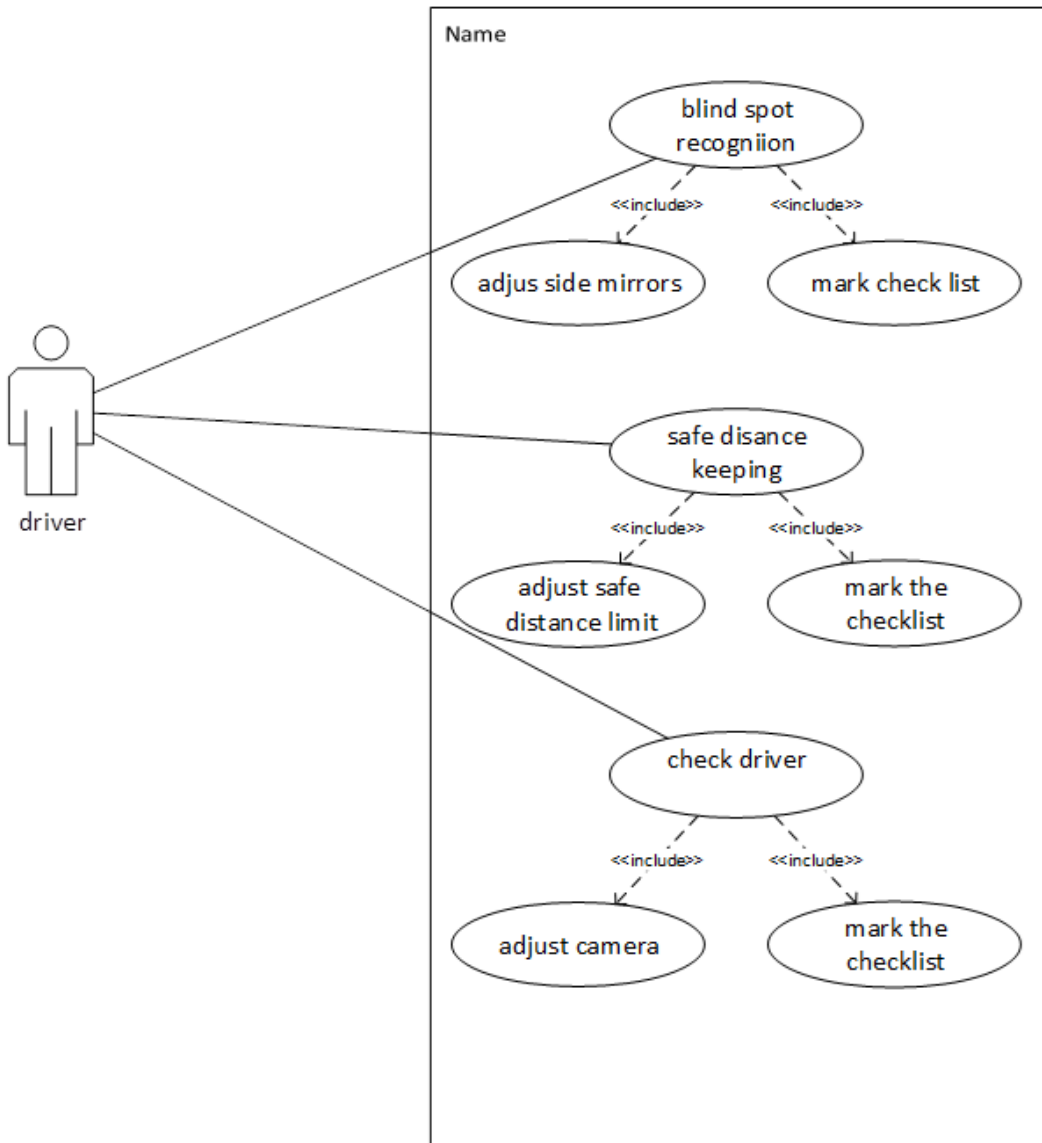 Name
blind spot
recogniion
<<include>>
<<include>>
adjus side mirrors
mark check list
driver
safe disance
keeping
<<include>>
<<include>>
adjust safe
distance limit
mark the
checklist
check driver
<<include>>
<<include>>
adjust camera
mark the
checklist